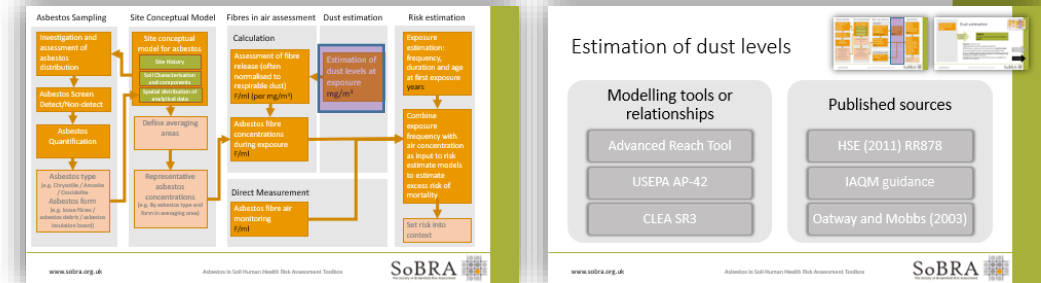 Asbestos Sampling
Investigation and
assessment of
asbestos
distribution
Asbestos Screen
Detect/Non-detect
Asbestos
Quantification
Asbestos type
(e.g. Chrysotile / Amosite
/ Crocidolite)
Asbestos form
(e.g. loose fibres /
asbestos debris / asbestos
insulation board)
Site Conceptual Model
Site conceptual
model for asbestos
Site History
Soil Characterisation
and components
Spatial distribution of
analytical data
Define averaging
areas
Representative
asbestos
concentrations
(e.g. By asbestos type and
form in averaging area)
Fibres in air assessment
Calculation
Assessment of fibre
release (often
normalised to
respirable dust)
F/ml (per mg/m³)
Asbestos fibre
concentrations
during exposure
F/ml
Direct Measurement
Asbestos fibre air
monitoring
F/ml
Dust estimation
Estimation of
dust levels at
exposure
mg/m³
Risk estimation
Exposure
estimation:
frequency,
duration and age
at first exposure
years
Combine
exposure
frequency with
air concentration
as input to risk
estimate models
to estimate
excess risk of
mortality
Set risk into
context
www.sobra.org.uk
Asbestos in Soil Human Health Risk Assessment Toolbox
SoBRA
Estimation of dust levels
Dust estimation
Modelling tools or
relationships
Advanced Reach Tool
USEPA AP-42
CLEA SR3
Published sources
HSE (2011) RR878
IAQM guidance
Oatway and Mobbs (2003)
www.sobra.org.uk
Asbestos in Soil Human Health Risk Assessment Toolbox
SoBRA